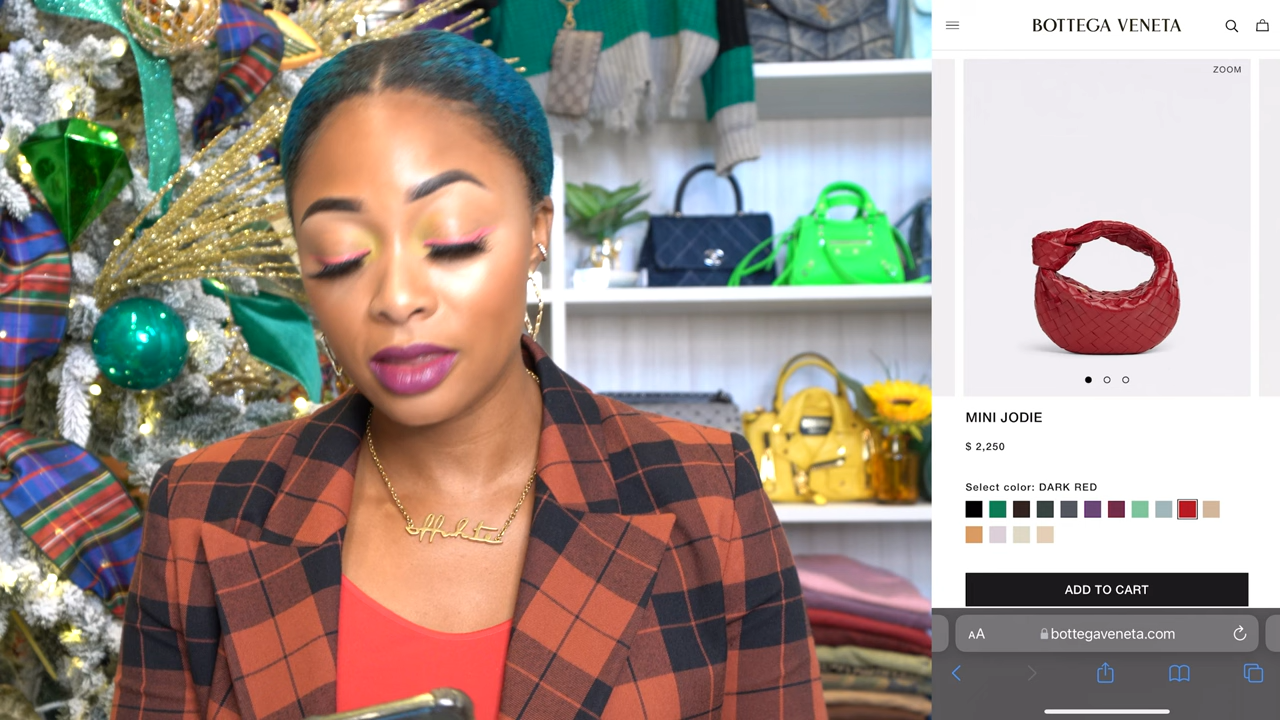 BOTTEGA VENETA
ZOOM
MINI JODIE
$ 2,250
Select color: DARK RED
ADD TO CART
AA
bottegaveneta.com